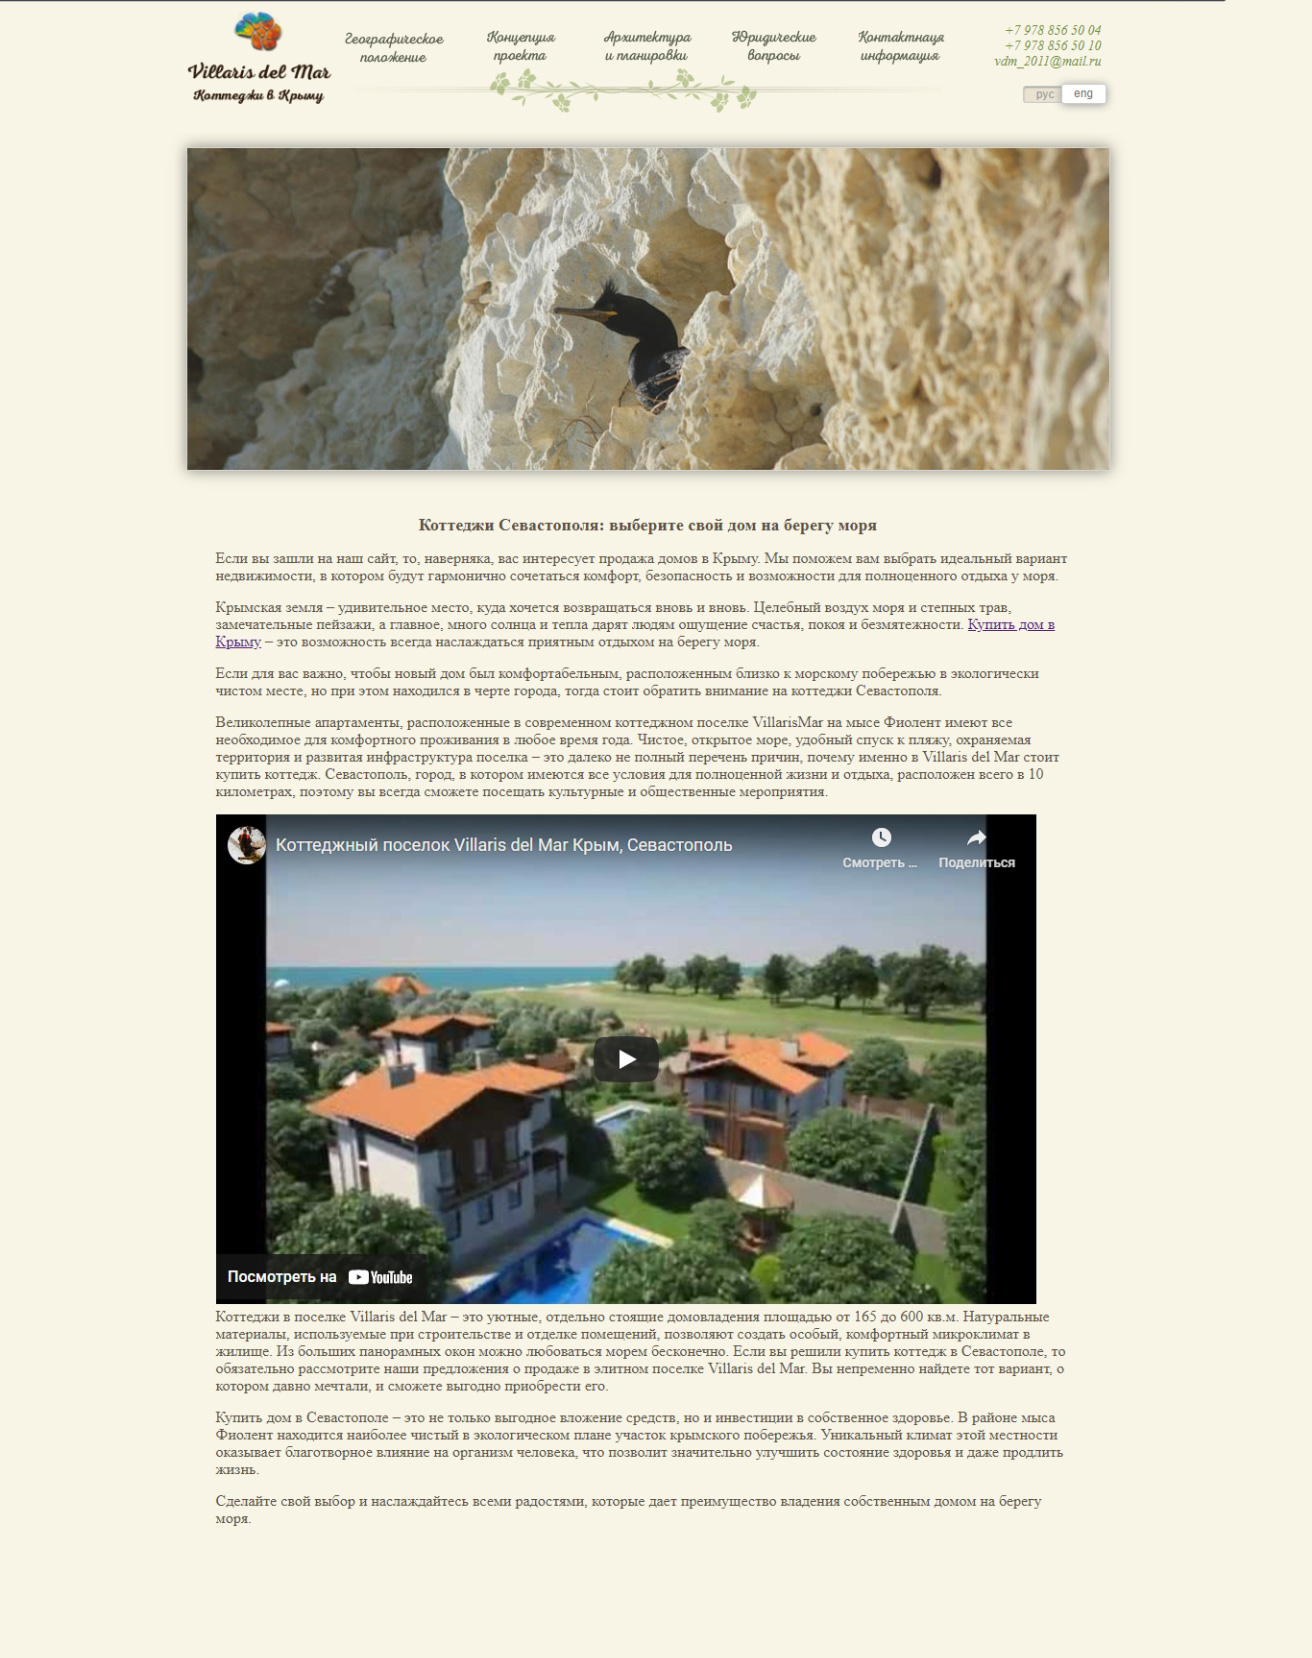 Villaris del Mar
Коттеджи в Крыму
Географическое
положение
Концепция
проекта
Архитектура
и планировки
Юридические
вопросы
Контактная
информация
+7 978 856 50 04
+7 978 856 50 10
vdm_2011@mail.ru
рус
eng
Коттеджи Севастополя: выберите свой дом на берегу моря
Если вы зашли на наш сайт, то, наверняка, вас интересует продажа домов в Крыму. Мы поможем вам выбрать идеальный вариант
недвижимости, в котором будут гармонично сочетаться комфорт, безопасность и возможности для полноценного отдыха у моря.
Крымская земля – удивительное место, куда хочется возвращаться вновь и вновь. Целебный воздух моря и степных трав,
замечательные пейзажи, а главное, много солнца и тепла дарят людям ощущение счастья, покоя и безмятежности. Купить дом в
Крыму – это возможность всегда наслаждаться приятным отдыхом на берегу моря.
Если для вас важно, чтобы новый дом был комфортабельным, расположенным близко к морскому побережью в экологически
чистом месте, но при этом находился в черте города, тогда стоит обратить внимание на коттеджи Севастополя.
Великолепные апартаменты, расположенные в современном коттеджном поселке VillarisMar на мысе Фиолент имеют все
необходимое для комфортного проживания в любое время года. Чистое, открытое море, удобный спуск к пляжу, охраняемая
территория и развитая инфраструктура поселка – это далеко не полный перечень причин, почему именно в Villaris del Mar стоит
купить коттедж. Севастополь, город, в котором имеются все условия для полноценной жизни и отдыха, расположен всего в 10
километрах, поэтому вы всегда сможете посещать культурные и общественные мероприятия.
Коттеджный поселок Villaris del Mar Крым, Севастополь
Смотреть ...
Поделиться
Посмотреть на YouTube
Коттеджи в поселке Villaris del Mar – это уютные, отдельно стоящие домовладения площадью от 165 до 600 кв.м. Натуральные
материалы, используемые при строительстве и отделке помещений, позволяют создать особый, комфортный микроклимат в
жилище. Из больших панорамных окон можно любоваться морем бесконечно. Если вы решили купить коттедж в Севастополе, то
обязательно рассмотрите наши предложения о продаже в элитном поселке Villaris del Mar. Вы непременно найдете тот вариант, о
котором давно мечтали, и сможете выгодно приобрести его.
Купить дом в Севастополе – это не только выгодное вложение средств, но и инвестиции в собственное здоровье. В районе мыса
Фиолент находится наиболее чистый в экологическом плане участок крымского побережья. Уникальный климат этой местности
оказывает благотворное влияние на организм человека, что позволит значительно улучшить состояние здоровья и даже продлить
жизнь.
Сделайте свой выбор и наслаждайтесь всеми радостями, которые дает преимущество владения собственным домом на берегу
моря.